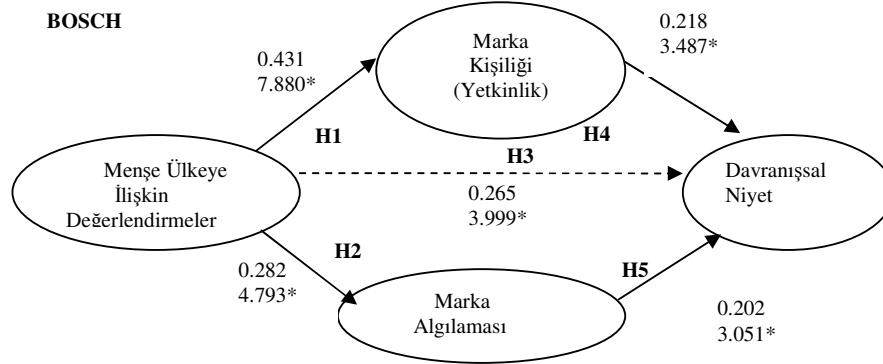 BOSCH
0.431
7.880*
Marka
Kişiliği
(Yetkinlik)
0.218
3.487*
H1
H4
H3
Menşe Ülkeye
İlişkin
Değerlendirmeler
0.265
3.999*
Davranışsal
Niyet
H2
0.282
4.793*
H5
Marka
Algılaması
0.202
3.051*